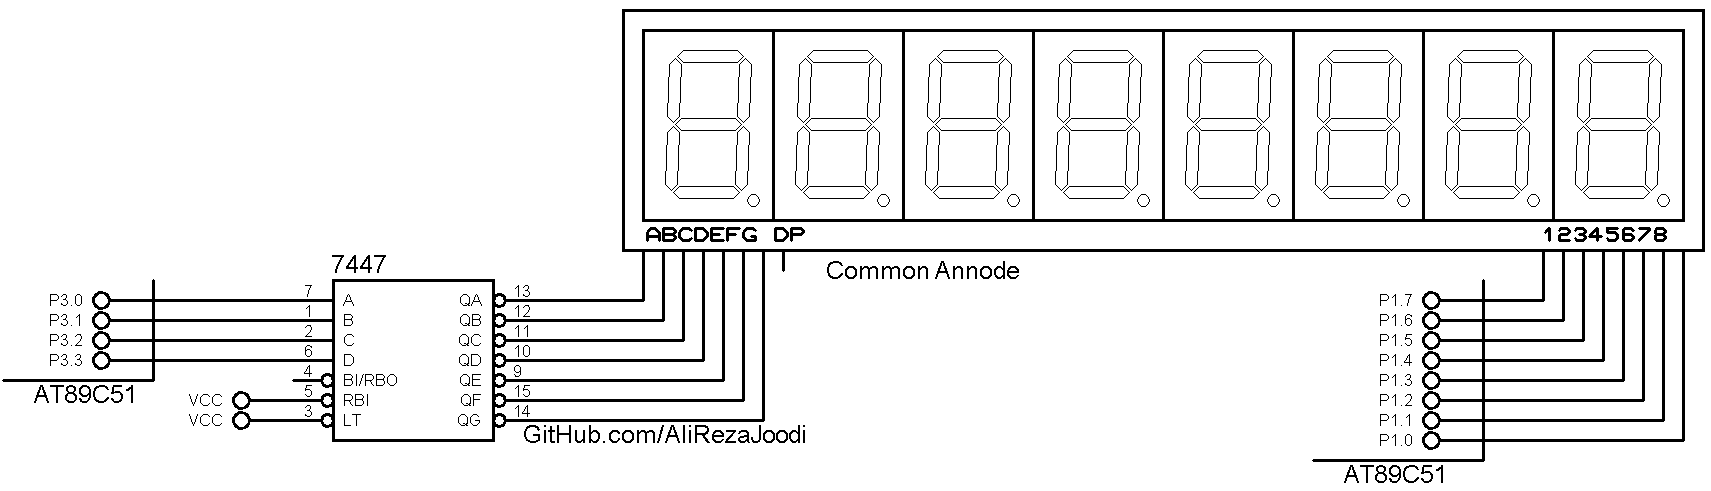 ABCDEFG DP
12345678
7447
Common Annode
P3.0
7
A
QA
13
P3.1
1
B
QB
12
P3.2
2
C
QC
11
P3.3
6
D
QD
10
4
BI/RBO
QE
9
VCC
5
RBI
QF
15
VCC
3
LT
QG
14
AT89C51
GitHub.com/AliRezaJoodi
P1.7
P1.6
P1.5
P1.4
P1.3
P1.2
P1.1
P1.0
AT89C51